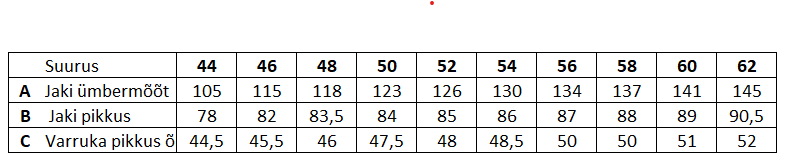 Suurus 44 46 48 50 52 54 56 58 60 62
A Jaki ümbermõõt 105 115 118 123 126 130 134 137 141 145
B Jaki pikkus 78 82 83,5 84 85 86 87 88 89 90,5
C Varruka pikkus õ 44,5 45,5 46 47,5 48 48,5 50 50 51 52